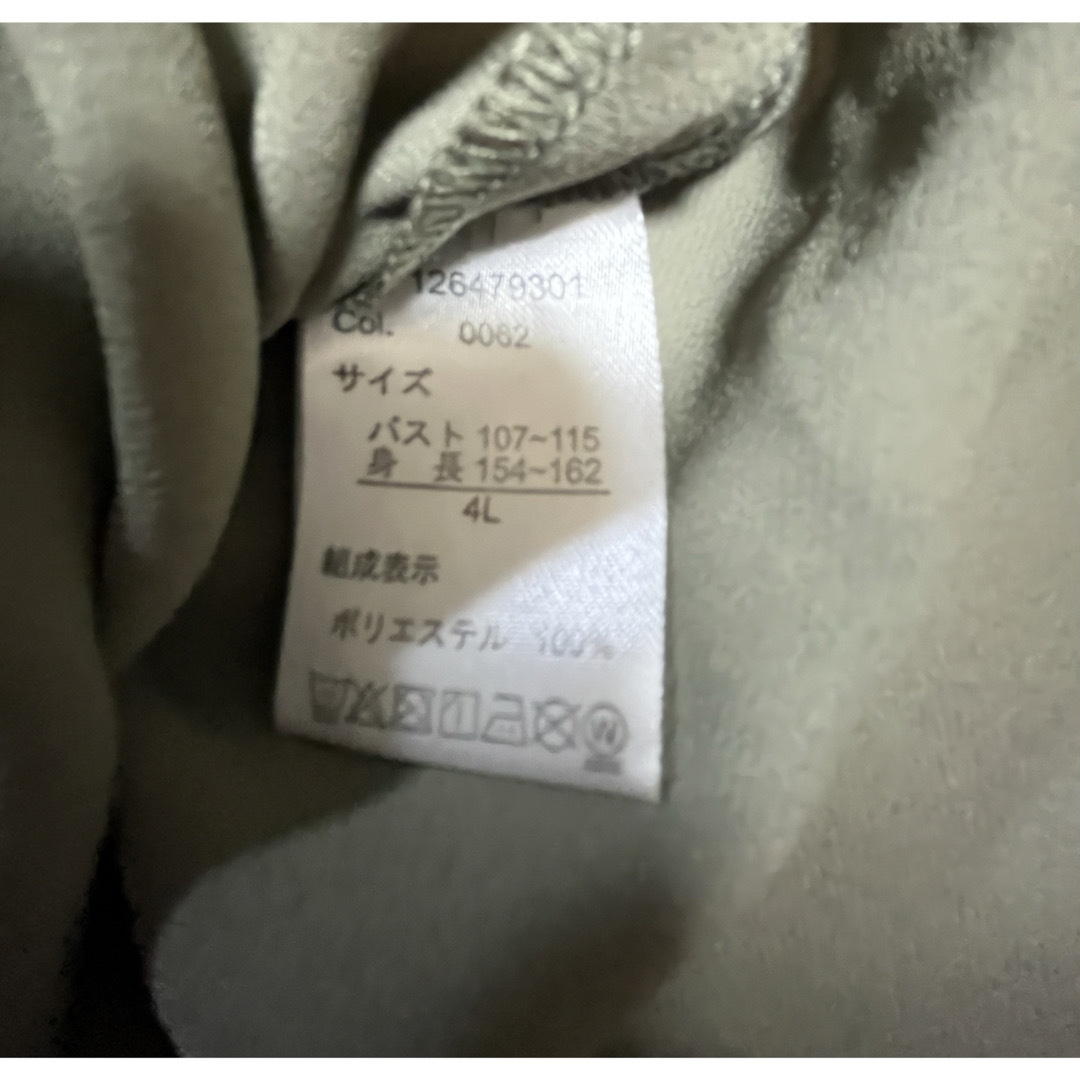 126479301
Col. 0062
サイズ
バスト 107~115
身 長 154~162
4L
組成表示
ポリエステル 100%
W